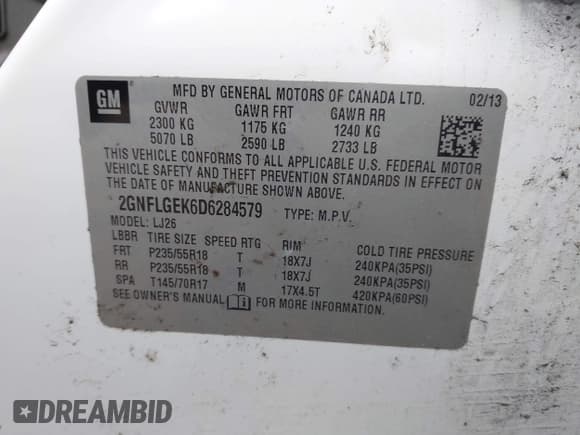 GM
MFD BY GENERAL MOTORS OF CANADA LTD. 02/13
GVWR GAWR FRT GAWR RR
2300 KG 1175 KG 1240 KG
5070 LB 2590 LB 2733 LB
THIS VEHICLE CONFORMS TO ALL APPLICABLE U.S. FEDERAL MOTOR
VEHICLE SAFETY AND THEFT PREVENTION STANDARDS IN EFFECT ON
THE DATE OF MANUFACTURE SHOWN ABOVE.
2GNFLGEK6D6284579 TYPE: M.P.V.
MODEL: LJ26
LBBR TIRE SIZE SPEED RTG RIM COLD TIRE PRESSURE
FRT P235/55R18 T 18X7J 240KPA(35PSI)
RR P235/55R18 T 18X7J 240KPA(35PSI)
SPA T145/70R17 M 17X4.5T 420KPA(60PSI)
SEE OWNER'S MANUAL FOR MORE INFORMATION.
DREAMBID